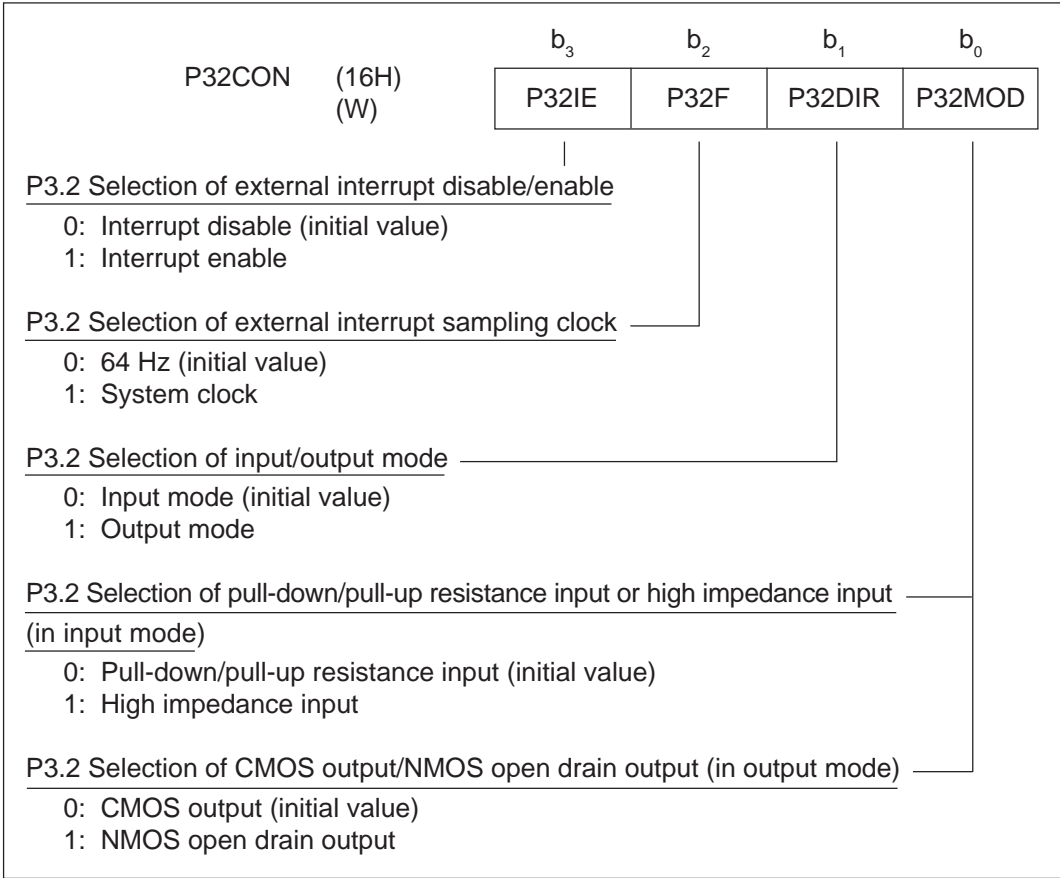 b3 b2 b1 b0
P32CON (16H)
(W)
P32IE P32F P32DIR P32MOD
P3.2 Selection of external interrupt disable/enable
0: Interrupt disable (initial value)
1: Interrupt enable
P3.2 Selection of external interrupt sampling clock
0: 64 Hz (initial value)
1: System clock
P3.2 Selection of input/output mode
0: Input mode (initial value)
1: Output mode
P3.2 Selection of pull-down/pull-up resistance input or high impedance input
(in input mode)
0: Pull-down/pull-up resistance input (initial value)
1: High impedance input
P3.2 Selection of CMOS output/NMOS open drain output (in output mode)
0: CMOS output (initial value)
1: NMOS open drain output